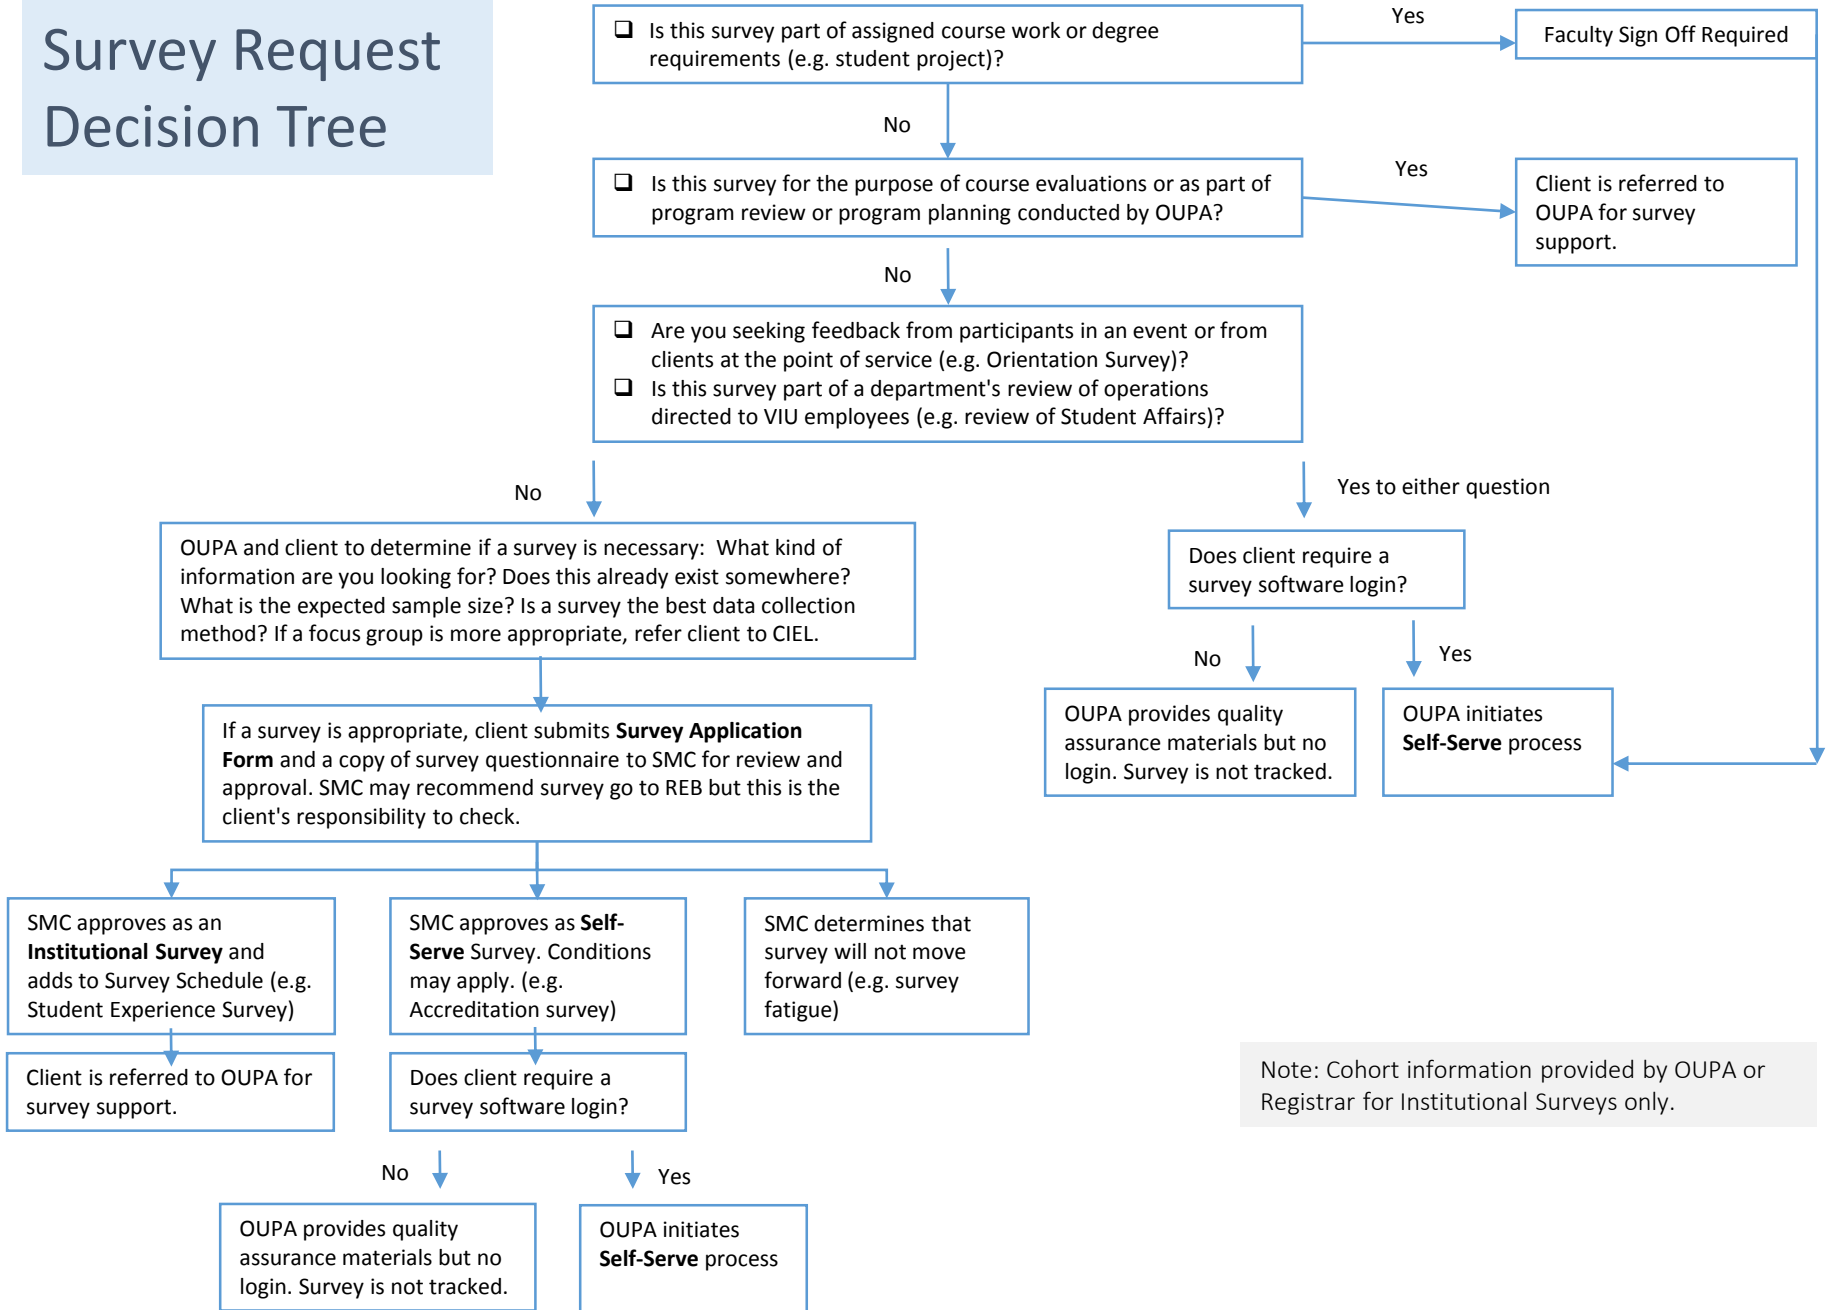 Survey Request
Decision Tree
❑ Is this survey part of assigned course work or degree
requirements (e.g. student project)?
Yes
Faculty Sign Off Required
No
❑ Is this survey for the purpose of course evaluations or as part of
program review or program planning conducted by OUPA?
Yes
Client is referred to
OUPA for survey
support.
No
❑ Are you seeking feedback from participants in an event or from
clients at the point of service (e.g. Orientation Survey)?
❑ Is this survey part of a department's review of operations
directed to VIU employees (e.g. review of Student Affairs)?
No
Yes to either question
OUPA and client to determine if a survey is necessary: What kind of
information are you looking for? Does this already exist somewhere?
What is the expected sample size? Is a survey the best data collection
method? If a focus group is more appropriate, refer client to CIEL.
Does client require a
survey software login?
No
Yes
OUPA provides quality
assurance materials but no
login. Survey is not tracked.
OUPA initiates
Self-Serve process
If a survey is appropriate, client submits Survey Application
Form and a copy of survey questionnaire to SMC for review and
approval. SMC may recommend survey go to REB but this is the
client's responsibility to check.
SMC approves as an
Institutional Survey and
adds to Survey Schedule (e.g.
Student Experience Survey)
SMC approves as Self-
Serve Survey. Conditions
may apply. (e.g.
Accreditation survey)
SMC determines that
survey will not move
forward (e.g. survey
fatigue)
Client is referred to OUPA for
survey support.
Does client require a
survey software login?
Note: Cohort information provided by OUPA or
Registrar for Institutional Surveys only.
No
Yes
OUPA provides quality
assurance materials but no
login. Survey is not tracked.
OUPA initiates
Self-Serve process